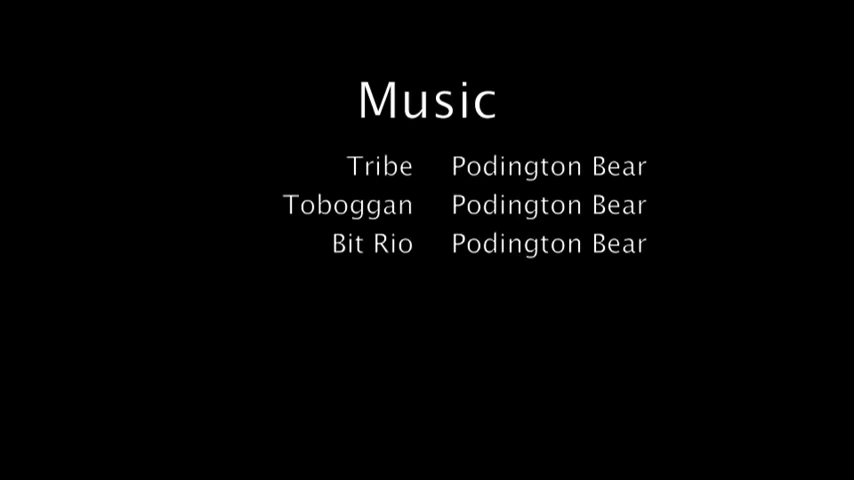 Music
Tribe Podington Bear
Toboggan Podington Bear
Bit Rio Podington Bear